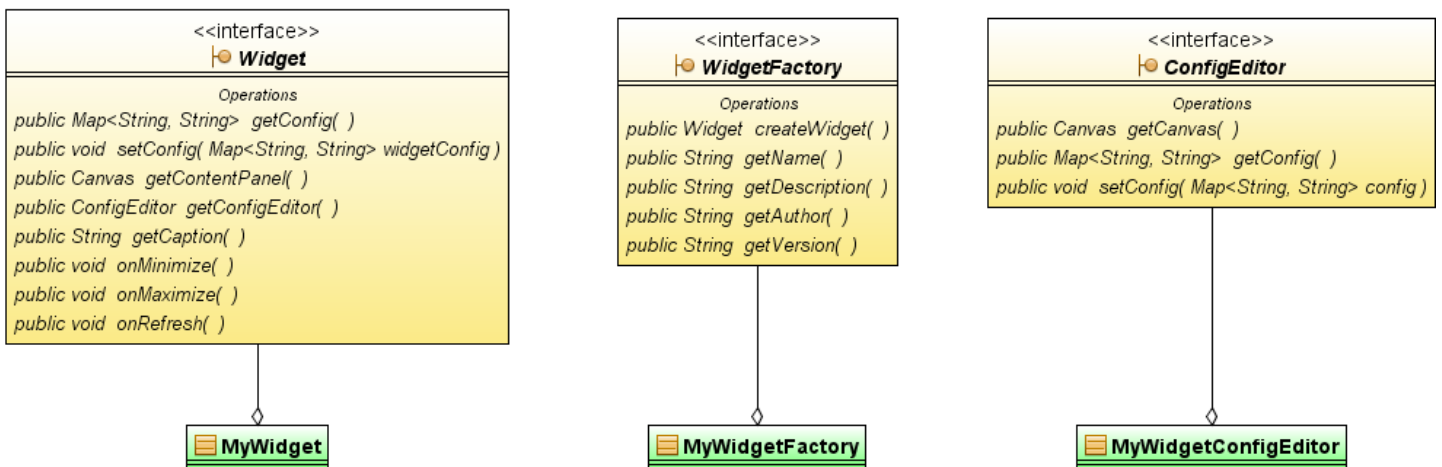 <<interface>>
Widget
Operations
public Map<String, String> getConfig( )
public void setConfig( Map<String, String> widgetConfig )
public Canvas getContentPanel( )
public ConfigEditor getConfigEditor( )
public String getCaption( )
public void onMinimize( )
public void onMaximize( )
public void onRefresh( )
MyWidget
<<interface>>
WidgetFactory
Operations
public Widget createWidget( )
public String getName( )
public String getDescription( )
public String getAuthor( )
public String getVersion( )
MyWidgetFactory
<<interface>>
ConfigEditor
Operations
public Canvas getCanvas( )
public Map<String, String> getConfig( )
public void setConfig( Map<String, String> config )
MyWidgetConfigEditor